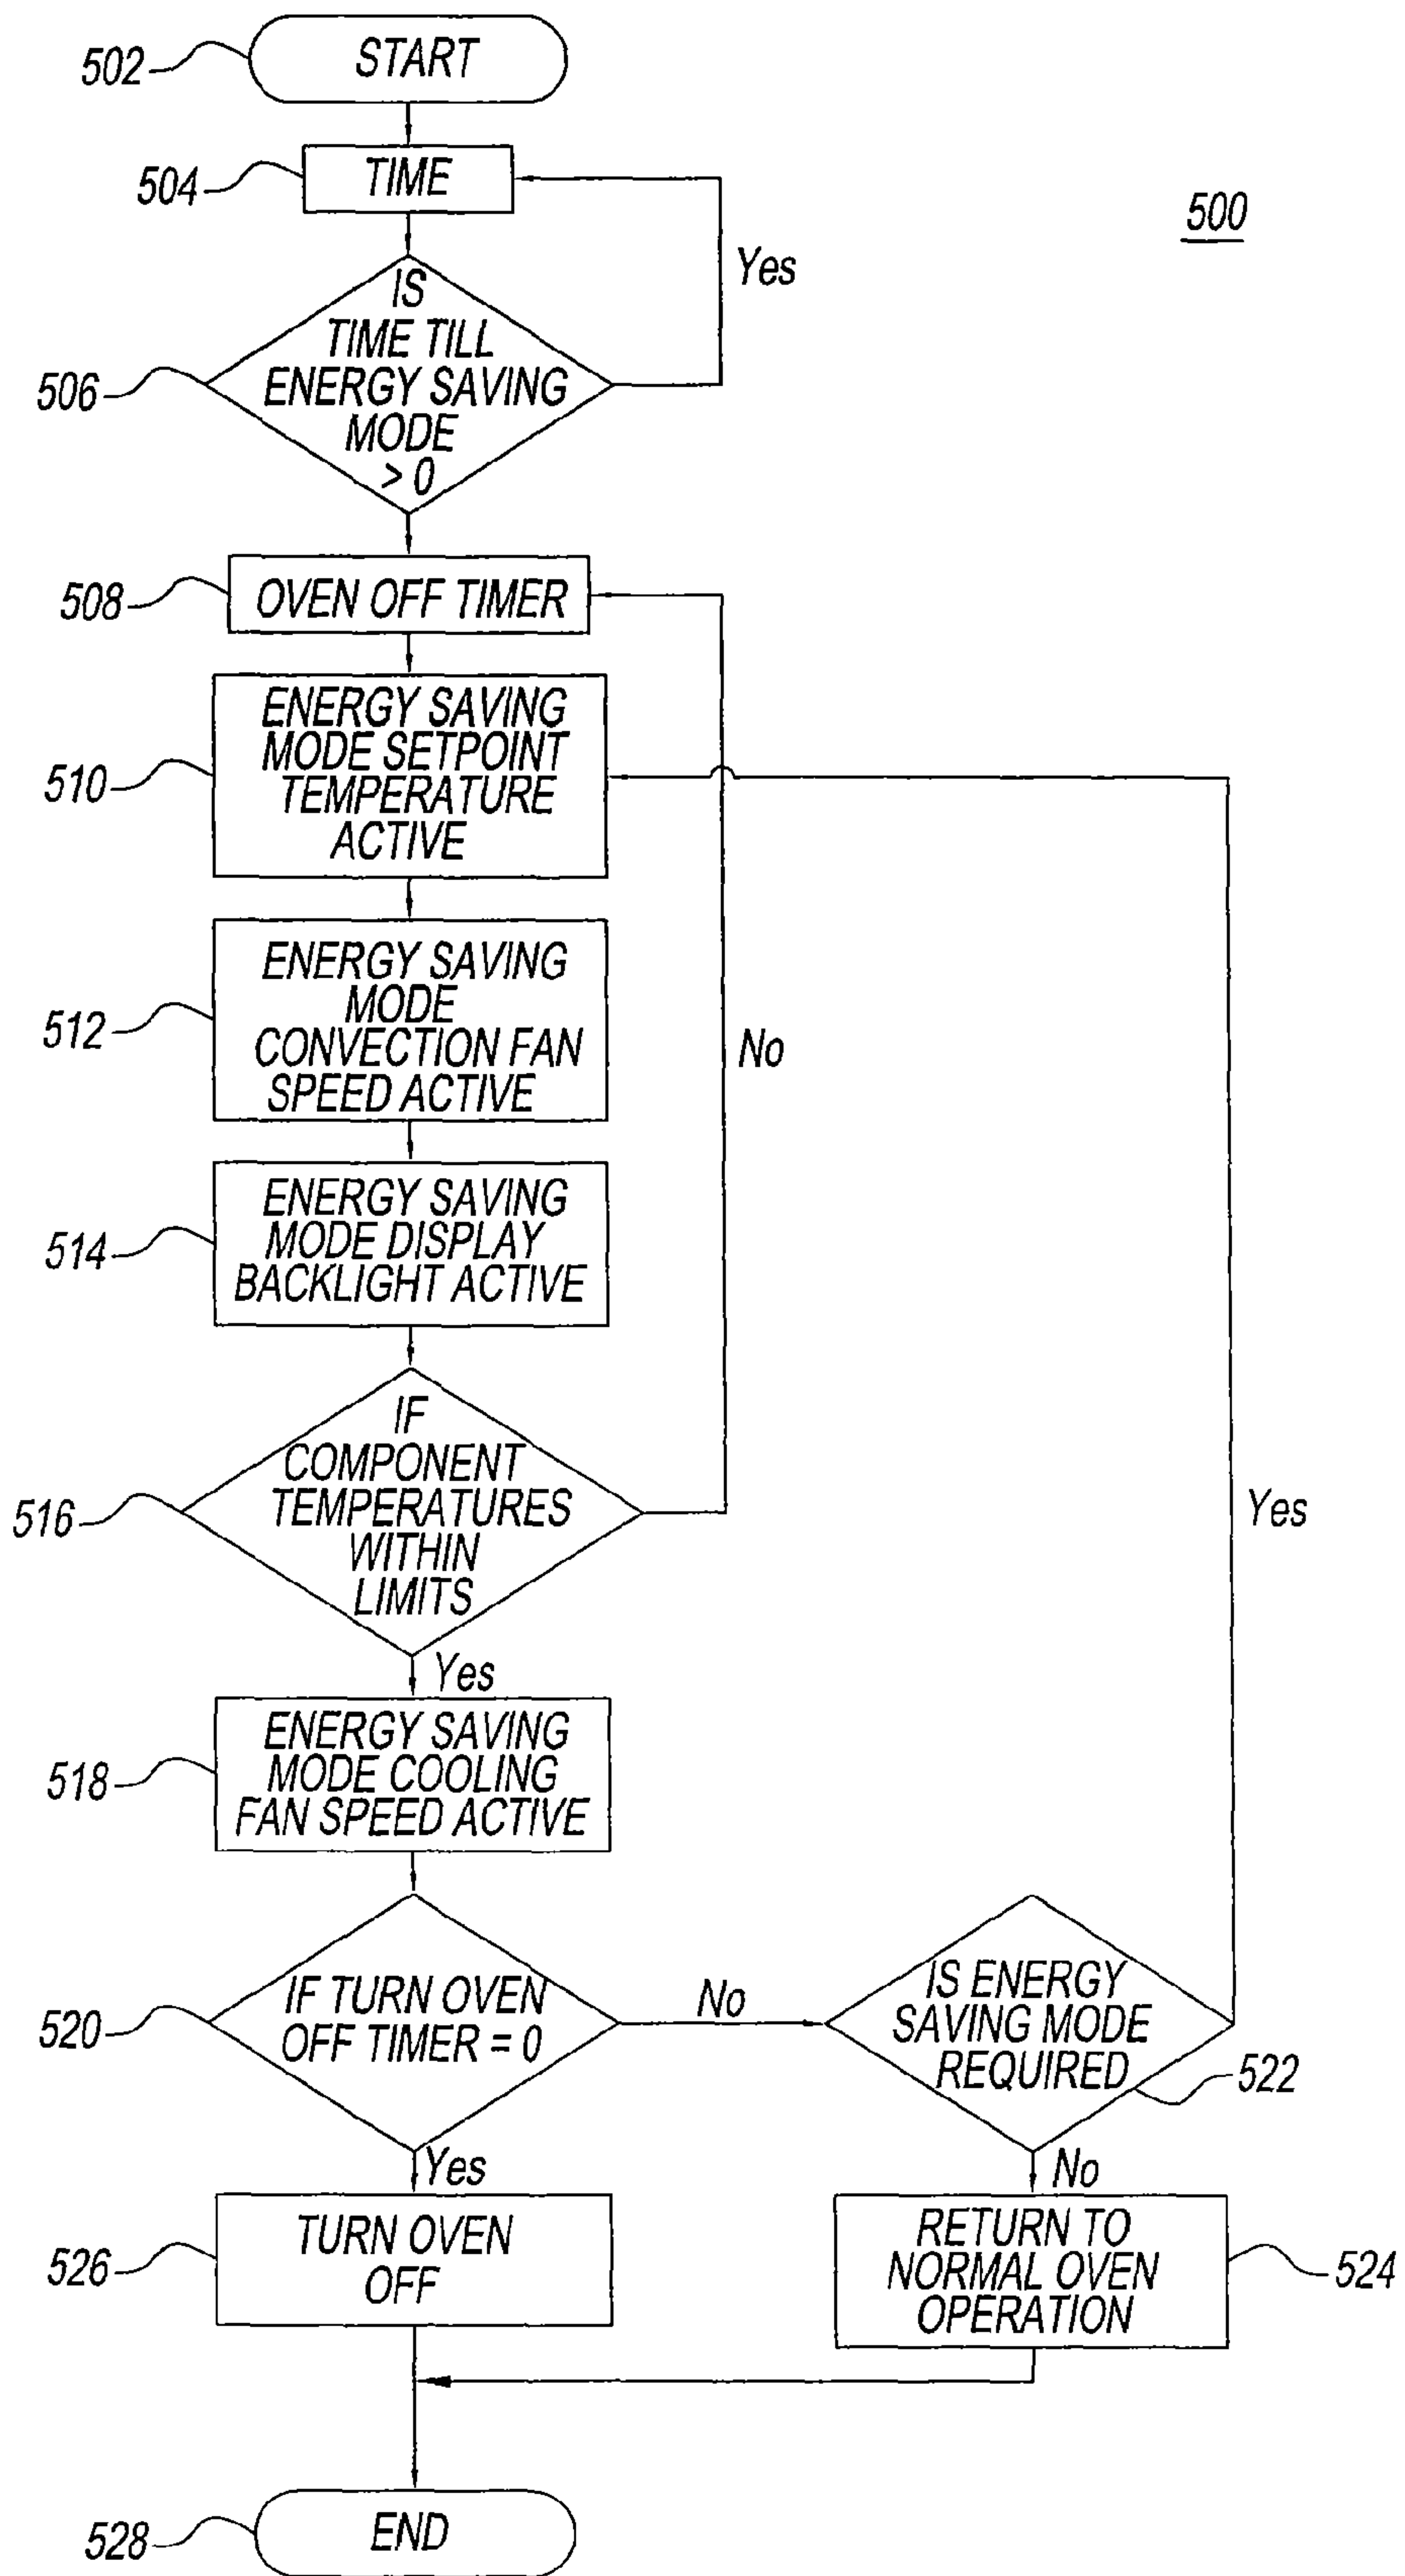 502
START
504
TIME
500
Yes
506
IS
TIME TILL
ENERGY SAVING
MODE
> 0
508
OVEN OFF TIMER
510
ENERGY SAVING
MODE SETPOINT
TEMPERATURE
ACTIVE
512
ENERGY SAVING
MODE
CONVECTION FAN
SPEED ACTIVE
No
514
ENERGY SAVING
MODE DISPLAY
BACKLIGHT ACTIVE
516
IF
COMPONENT
TEMPERATURES
WITHIN
LIMITS
Yes
Yes
518
ENERGY SAVING
MODE COOLING
FAN SPEED ACTIVE
520
IF TURN OVEN
OFF TIMER = 0
No
IS ENERGY
SAVING MODE
REQUIRED
522
Yes
No
526
TURN OVEN
OFF
RETURN TO
NORMAL OVEN
OPERATION
524
528
END